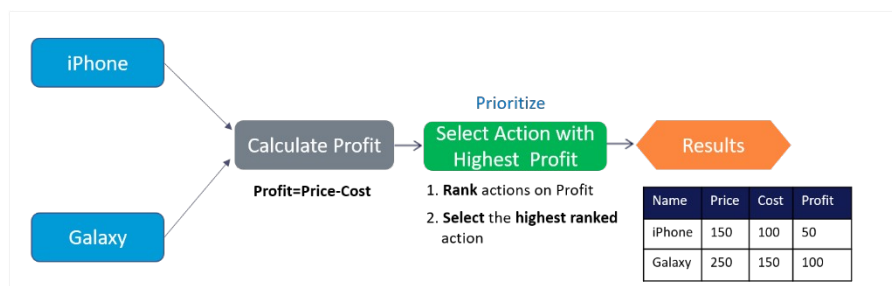 iPhone
Galaxy
Calculate Profit
Profit=Price-Cost
Prioritize
Select Action with
Highest Profit
1. Rank actions on Profit
2. Select the highest ranked
action
Results
Name Price Cost Profit
iPhone 150 100 50
Galaxy 250 150 100